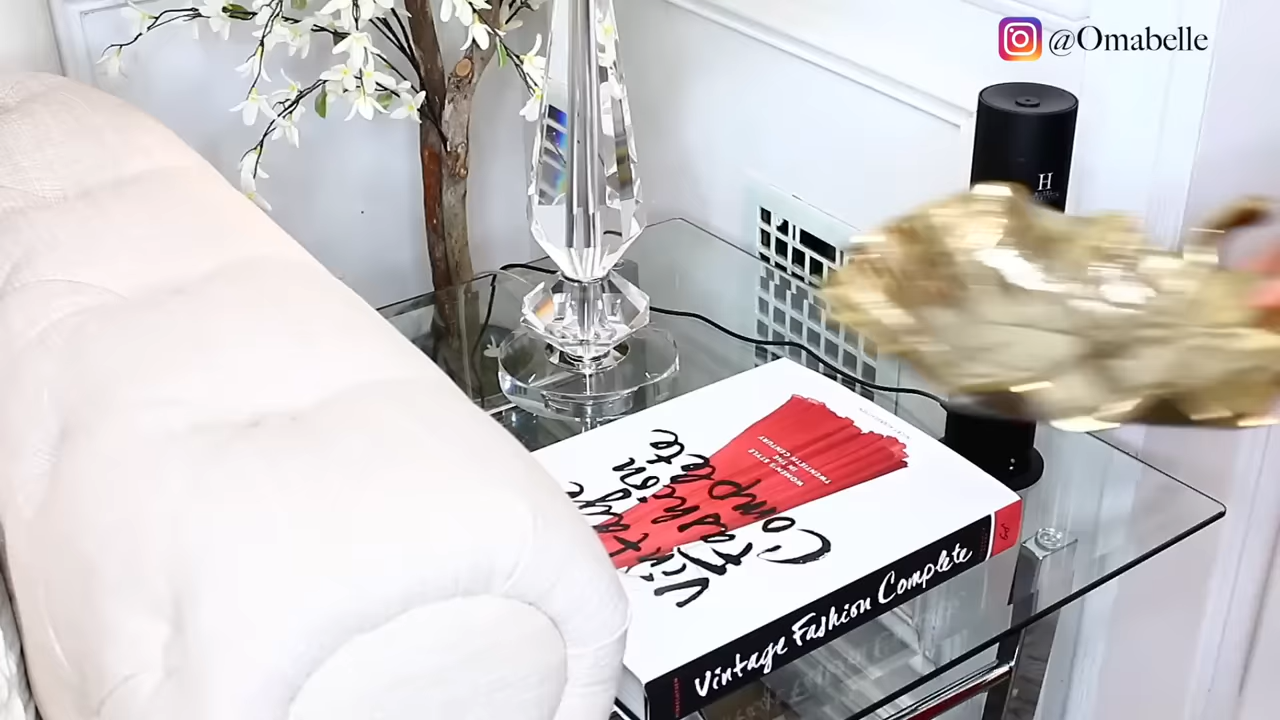 @Omabelle
H
WOMEN'S STYLE
IN THE
TWENTIETH CENTURY
Vintage
Fashion
Complete
Vintage Fashion Complete